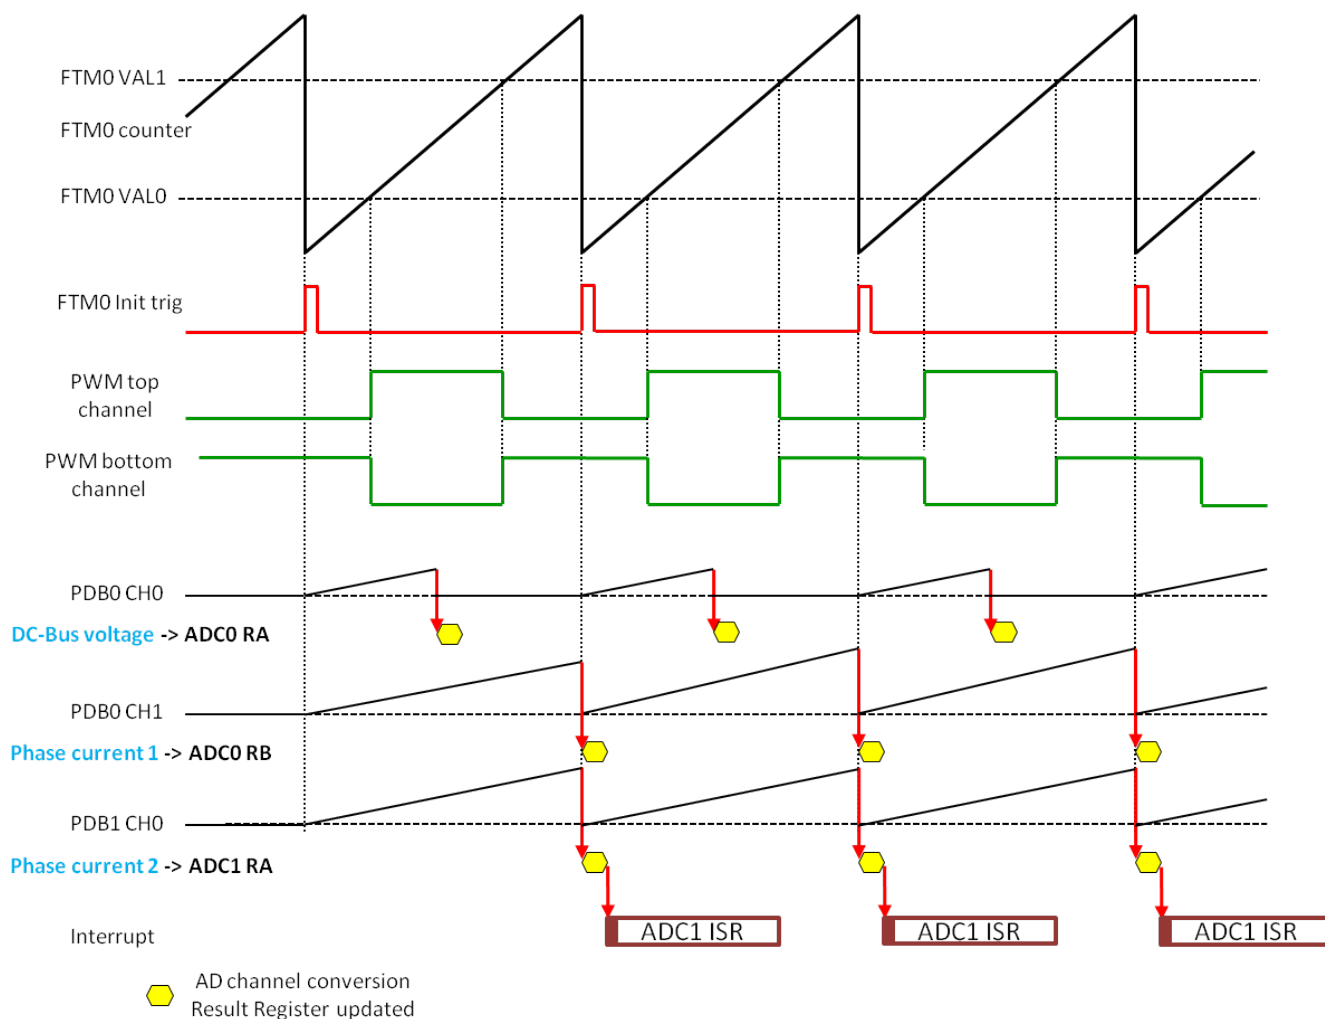 FTM0 VAL1
FTM0 counter
FTM0 VAL0
FTM0 Init trig
PWM top
channel
PWM bottom
channel
PDB0 CH0
DC-Bus voltage -> ADC0 RA
PDB0 CH1
Phase current 1 -> ADC0 RB
PDB1 CH0
Phase current 2 -> ADC1 RA
Interrupt
ADC1 ISR
ADC1 ISR
ADC1 ISR
AD channel conversion
Result Register updated